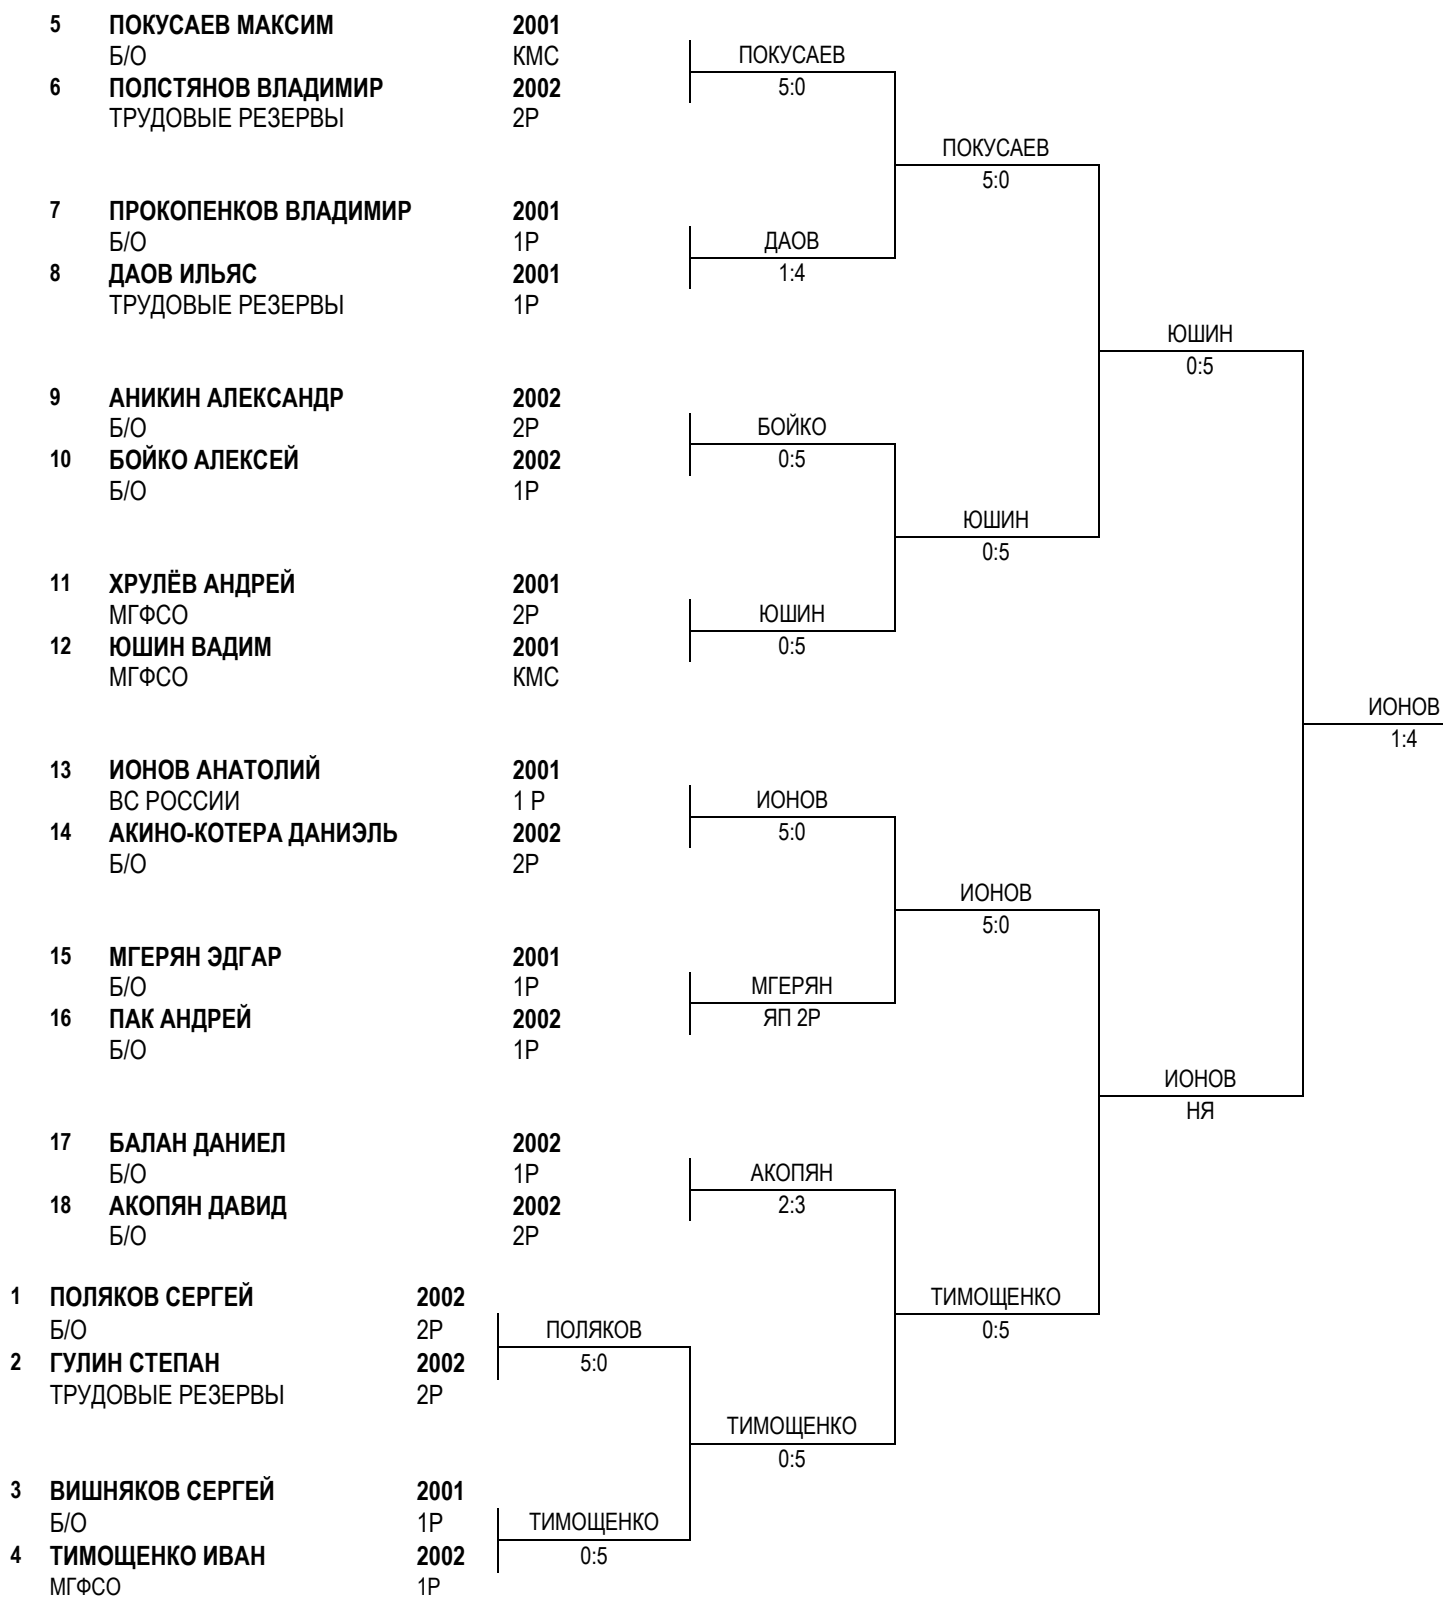 5 ПОКУСАЕВ МАКСИМ 2001
Б/О КМС ПОКУСАЕВ
6 ПОЛСТЯНОВ ВЛАДИМИР 2002 5:0
ТРУДОВЫЕ РЕЗЕРВЫ 2Р
ПОКУСАЕВ
5:0
7 ПРОКОПЕНКОВ ВЛАДИМИР 2001
Б/О 1Р ДАОВ
8 ДАОВ ИЛЬЯС 2001 1:4
ТРУДОВЫЕ РЕЗЕРВЫ 1Р
ЮШИН
0:5
9 АНИКИН АЛЕКСАНДР 2002
Б/О 2Р БОЙКО
10 БОЙКО АЛЕКСЕЙ 2002 0:5
Б/О 1Р
ЮШИН
0:5
11 ХРУЛЁВ АНДРЕЙ 2001
МГФСО 2Р ЮШИН
12 ЮШИН ВАДИМ 2001 0:5
МГФСО КМС
ИОНОВ
1:4
13 ИОНОВ АНАТОЛИЙ 2001
ВС РОССИИ 1 Р ИОНОВ
14 АКИНО-КОТЕРА ДАНИЭЛЬ 2002 5:0
Б/О 2Р
ИОНОВ
5:0
15 МГЕРЯН ЭДГАР 2001
Б/О 1Р МГЕРЯН
16 ПАК АНДРЕЙ 2002 ЯП 2Р
Б/О 1Р
ИОНОВ
НЯ
17 БАЛАН ДАНИЕЛ 2002
Б/О 1Р АКОПЯН
18 АКОПЯН ДАВИД 2002 2:3
Б/О 2Р
1 ПОЛЯКОВ СЕРГЕЙ 2002 ТИМОЩЕНКО
Б/О 2Р ПОЛЯКОВ 0:5
2 ГУЛИН СТЕПАН 2002 5:0
ТРУДОВЫЕ РЕЗЕРВЫ 2Р
ТИМОЩЕНКО
0:5
3 ВИШНЯКОВ СЕРГЕЙ 2001
Б/О 1Р ТИМОЩЕНКО
4 ТИМОЩЕНКО ИВАН 2002 0:5
МГФСО 1Р